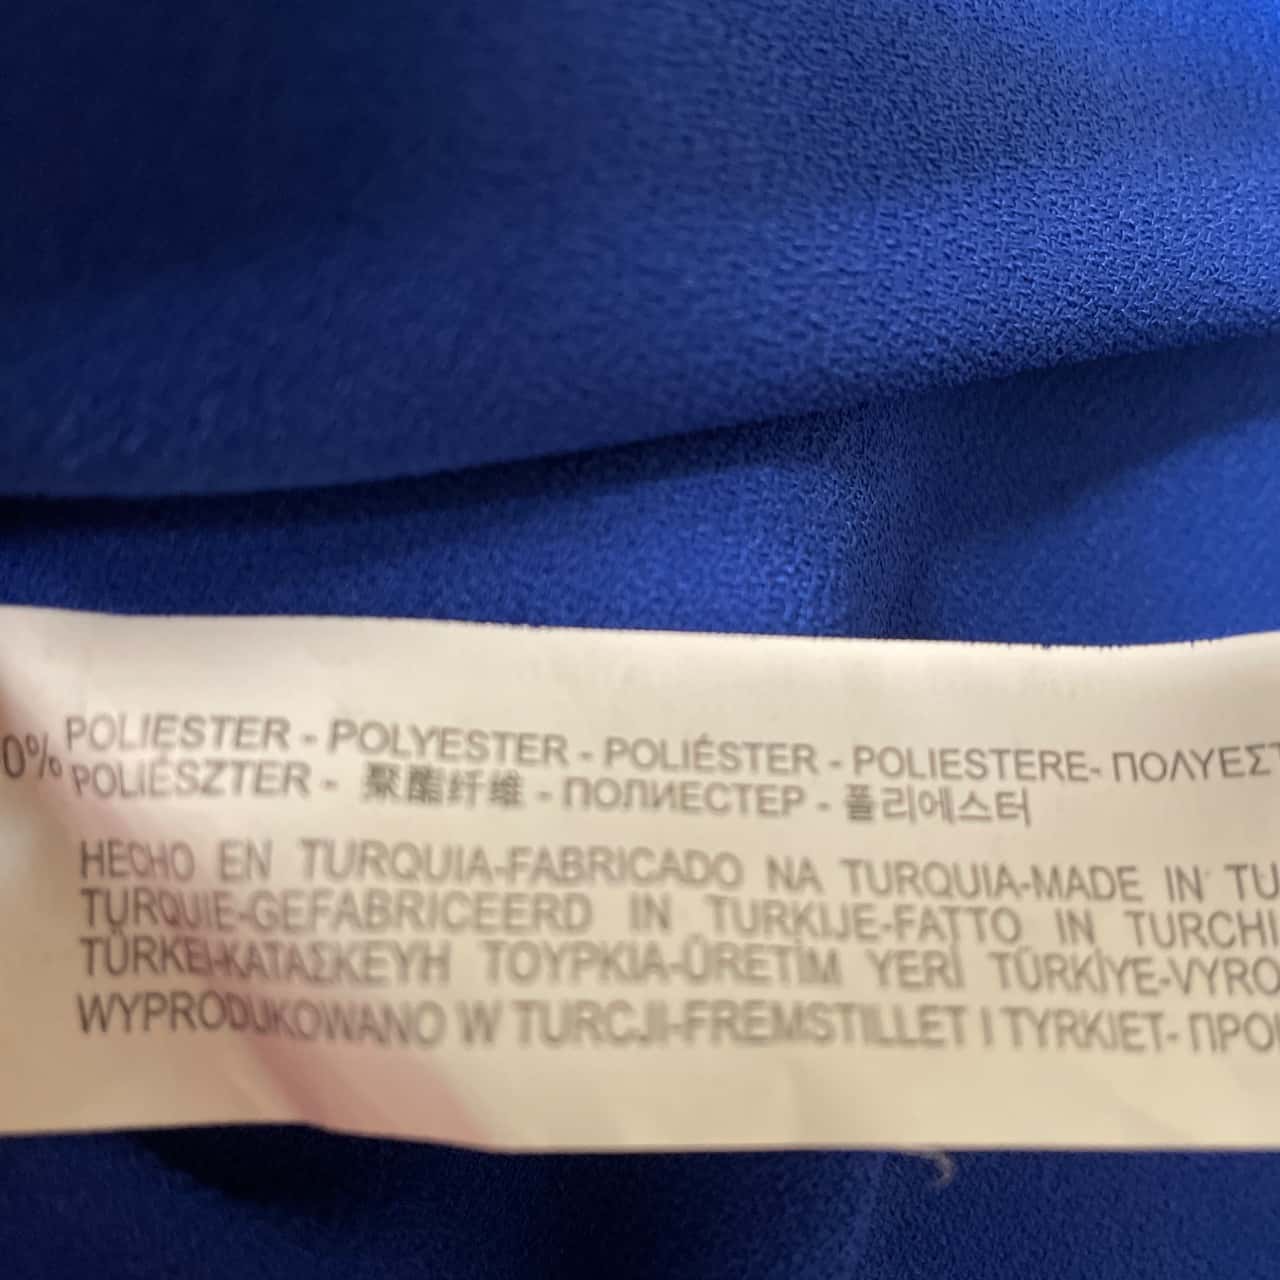 0% POLIESTER - POLYESTER - POLIÉSTER - POLIESTERE- ΠΟΛΥΕΣΤ
POLIÉSZTER - 聚酯纤维 - ПОЛИЕСТЕР - 폴리에스터
HECHO EN TURQUIA-FABRICADO NA TURQUIA-MADE IN TU
TURQUIE-GEFABRICEERD IN TURKIJE-FATTO IN TURCHI
TÜRKEI-ΚΑΤΑΣΚΕΥΗ ΤΟΥΡΚΙΑ-ÜRETİM YERİ TÜRKİYE-VYRO
WYPRODUKOWANO W TURCJI-FREMSTILLET I TYRKIET- ПРО